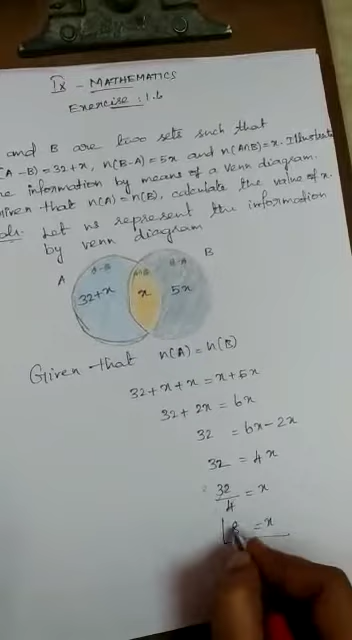 IX - MATHEMATICS
Exercise : 1.6
and B are two sets such that
(A - B) = 32+x, n(B-A) = 5x and n(A∩B) = x. Illustrate
information by means of a venn diagram.
Given that n(A) = n(B), calculate the value of x.
Soln: Let us represent the information
by venn diagram
A A-B A∩B B-A B
32+x x 5x
Given that n(A) = n(B)
32+x+x = x+5x
32+2x = 6x
32 = 6x-2x
32 = 4x
32/4 = x
8 = x